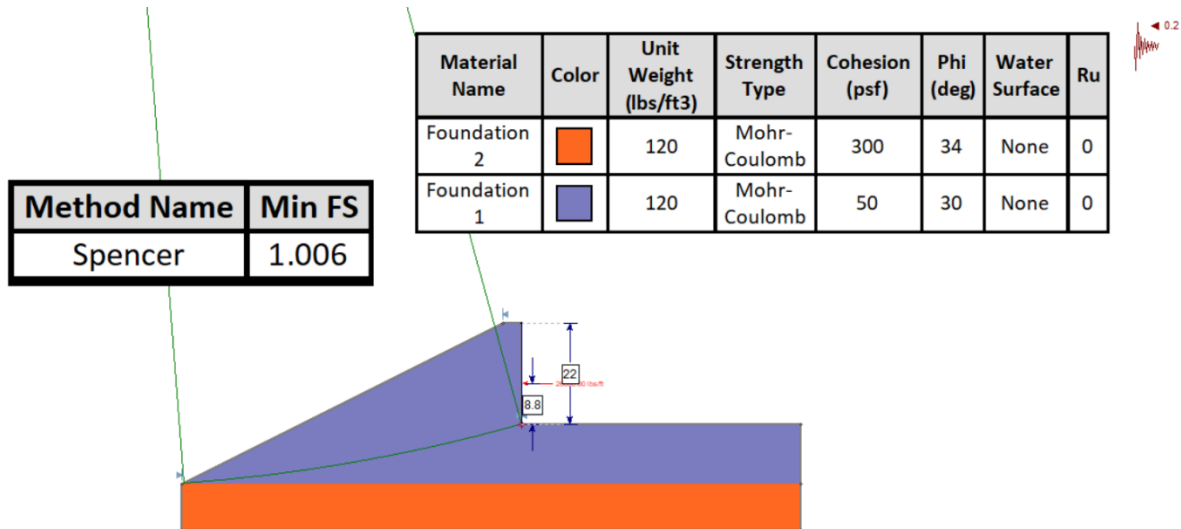 0.2
Material Name Color Unit Weight (lbs/ft3) Strength Type Cohesion (psf) Phi (deg) Water Surface Ru
Foundation 2 120 Mohr-Coulomb 300 34 None 0
Foundation 1 120 Mohr-Coulomb 50 30 None 0
Method Name Min FS
Spencer 1.006
22
lbs/ft
8.8